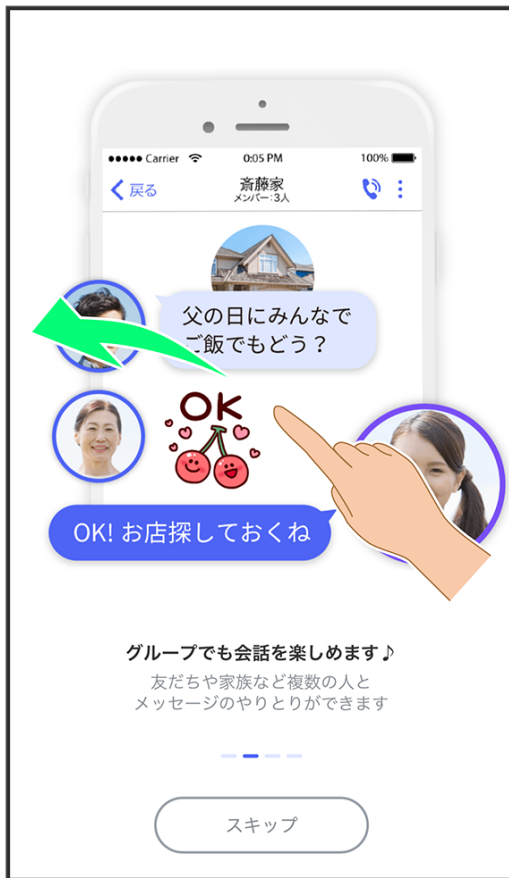 Carrier 0:05 PM 100%
戻る
斎藤家
メンバー:3人
父の日にみんなで
ご飯でもどう？
OK
OK! お店探しておくね
グループでも会話を楽しめます♪
友だちや家族など複数の人と
メッセージのやりとりができます
スキップ